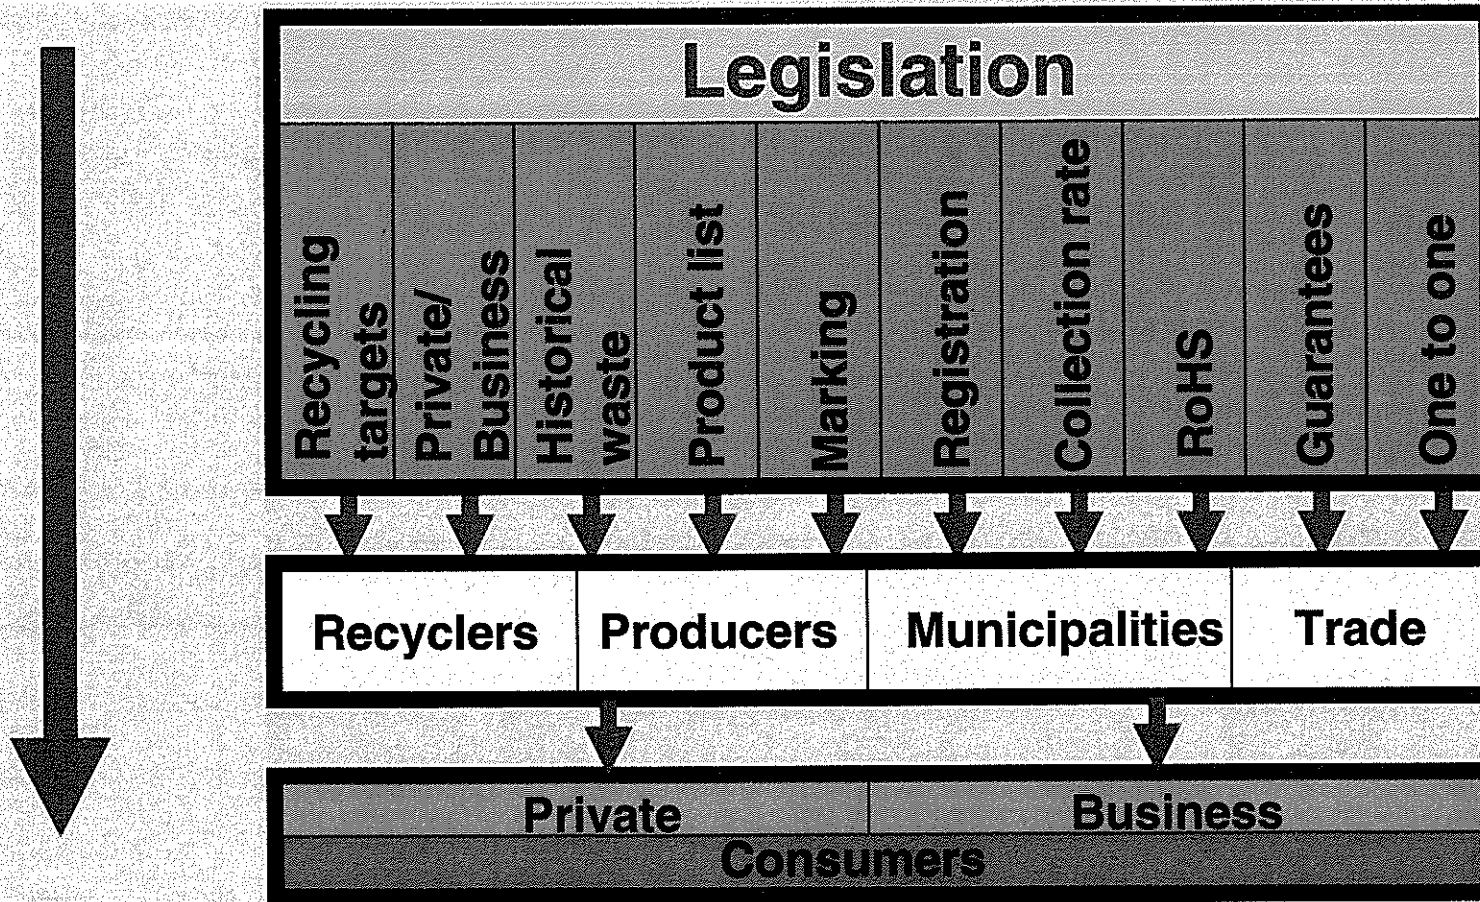 Legislation
Recycling
targets
Private/
Business
Historical
waste
Product list
Marking
Registration
Collection rate
RoHS
Guarantees
One to one
Recyclers
Producers
Municipalities
Trade
Private
Business
Consumers